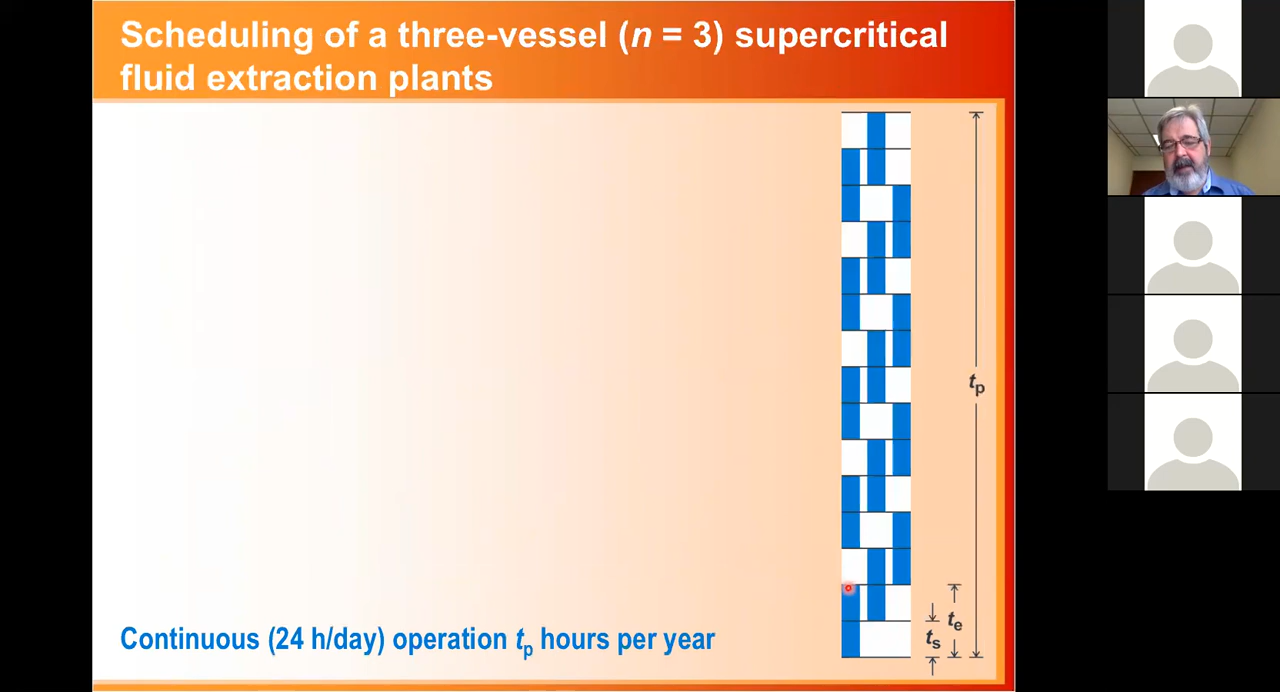 Scheduling of a three-vessel (n = 3) supercritical
fluid extraction plants
tp
te
ts
Continuous (24 h/day) operation tp hours per year